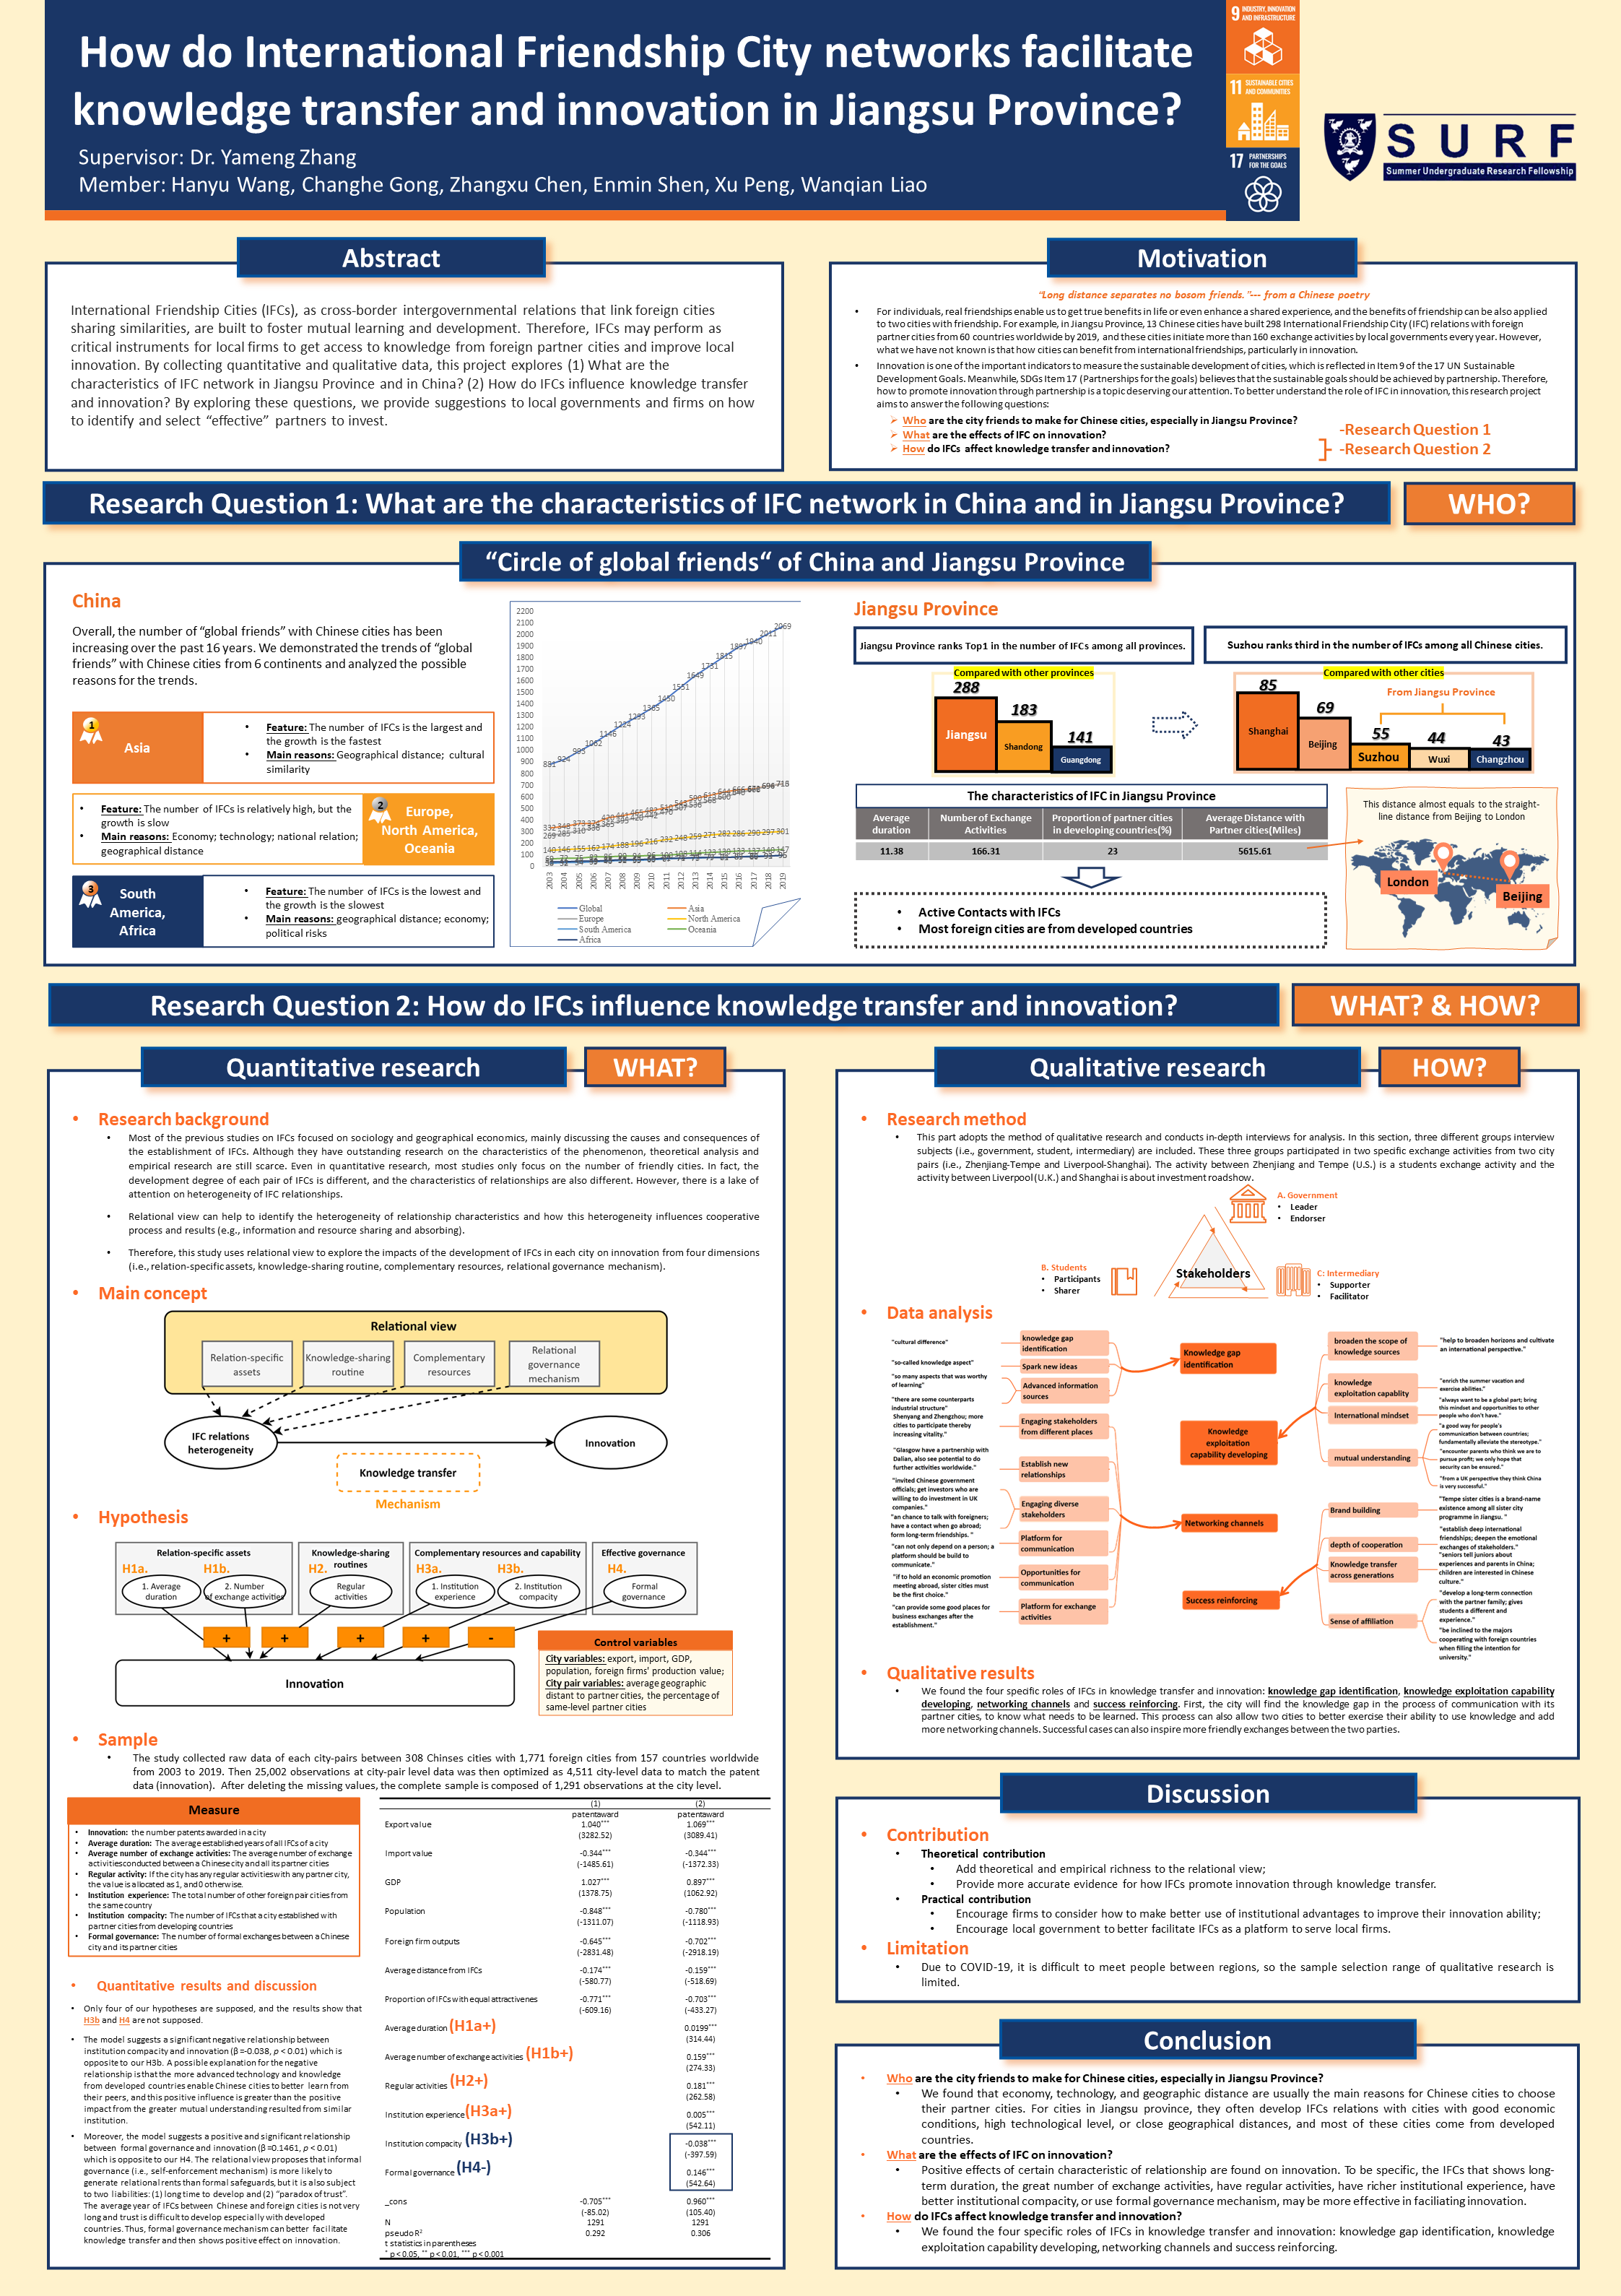 How do International Friendship City networks facilitate
knowledge transfer and innovation in Jiangsu Province?
Supervisor: Dr. Yameng Zhang
Member: Hanyu Wang, Changhe Gong, Zhangxu Chen, Enmin Shen, Xu Peng, Wanqian Liao
9 INDUSTRY, INNOVATION
AND INFRASTRUCTURE
11 SUSTAINABLE CITIES
AND COMMUNITIES
17 PARTNERSHIPS
FOR THE GOALS
SURF
Summer Undergraduate Research Fellowship
Abstract
International Friendship Cities (IFCs), as cross-border intergovernmental relations that link foreign cities
sharing similarities, are built to foster mutual learning and development. Therefore, IFCs may perform as
critical instruments for local firms to get access to knowledge from foreign partner cities and improve local
innovation. By collecting quantitative and qualitative data, this project explores (1) What are the
characteristics of IFC network in Jiangsu Province and in China? (2) How do IFCs influence knowledge transfer
and innovation? By exploring these questions, we provide suggestions to local governments and firms on how
to identify and select “effective” partners to invest.
Motivation
“Long distance separates no bosom friends.”--- from a Chinese poetry
• For individuals, real friendships enable us to get true benefits in life or even enhance a shared experience, and the benefits of friendship can be also applied
to two cities with friendship. For example, in Jiangsu Province, 13 Chinese cities have built 298 International Friendship City (IFC) relations with foreign
partner cities from 60 countries worldwide by 2019, and these cities initiate more than 160 exchange activities by local governments every year. However,
what we have not known is that how cities can benefit from international friendships, particularly in innovation.
• Innovation is one of the important indicators to measure the sustainable development of cities, which is reflected in Item 9 of the 17 UN Sustainable
Development Goals. Meanwhile, SDGs Item 17 (Partnerships for the goals) believes that the sustainable goals should be achieved by partnership. Therefore,
how to promote innovation through partnership is a topic deserving our attention. To better understand the role of IFC in innovation, this research project
aims to answer the following questions:
➢ Who are the city friends to make for Chinese cities, especially in Jiangsu Province?
➢ What are the effects of IFC on innovation?
➢ How do IFCs affect knowledge transfer and innovation?
-Research Question 1
-Research Question 2
Research Question 1: What are the characteristics of IFC network in China and in Jiangsu Province?
WHO?
“Circle of global friends“ of China and Jiangsu Province
China
Overall, the number of “global friends” with Chinese cities has been
increasing over the past 16 years. We demonstrated the trends of “global
friends” with Chinese cities from 6 continents and analyzed the possible
reasons for the trends.
1
Asia
• Feature: The number of IFCs is the largest and
the growth is the fastest
• Main reasons: Geographical distance; cultural
similarity
• Feature: The number of IFCs is relatively high, but the
growth is slow
• Main reasons: Economy; technology; national relation;
geographical distance
2
Europe,
North America,
Oceania
3
South
America,
Africa
• Feature: The number of IFCs is the lowest and
the growth is the slowest
• Main reasons: geographical distance; economy;
political risks
2200
2100
2000
1900
1800
1700
1600
1500
1400
1300
1200
1100
1000
900
800
700
600
500
400
300
200
100
0
881 924 995 1062 1146 1224 1293 1365 1450 1551 1649 1731 1815 1897 1940 2011 2069
140 146 155 162 174 188 196 216 232 248 259 271 282 286 290 297 301
2003 2004 2005 2006 2007 2008 2009 2010 2011 2012 2013 2014 2015 2016 2017 2018 2019
Global Asia
Europe North America
South America Oceania
Africa
Jiangsu Province
Jiangsu Province ranks Top1 in the number of IFCs among all provinces.
Compared with other provinces
288
183
141
Jiangsu
Shandong
Guangdong
Suzhou ranks third in the number of IFCs among all Chinese cities.
Compared with other cities
From Jiangsu Province
85
69
55
44
43
Shanghai
Beijing
Suzhou
Wuxi
Changzhou
The characteristics of IFC in Jiangsu Province
Average duration Number of Exchange Activities Proportion of partner cities in developing countries(%) Average Distance with Partner cities(Miles)
11.38 166.31 23 5615.61
• Active Contacts with IFCs
• Most foreign cities are from developed countries
This distance almost equals to the straight-
line distance from Beijing to London
London
Beijing
Research Question 2: How do IFCs influence knowledge transfer and innovation?
WHAT? & HOW?
Quantitative research
WHAT?
• Research background
• Most of the previous studies on IFCs focused on sociology and geographical economics, mainly discussing the causes and consequences of
the establishment of IFCs. Although they have outstanding research on the characteristics of the phenomenon, theoretical analysis and
empirical research are still scarce. Even in quantitative research, most studies only focus on the number of friendly cities. In fact, the
development degree of each pair of IFCs is different, and the characteristics of relationships are also different. However, there is a lake of
attention on heterogeneity of IFC relationships.
• Relational view can help to identify the heterogeneity of relationship characteristics and how this heterogeneity influences cooperative
process and results (e.g., information and resource sharing and absorbing).
• Therefore, this study uses relational view to explore the impacts of the development of IFCs in each city on innovation from four dimensions
(i.e., relation-specific assets, knowledge-sharing routine, complementary resources, relational governance mechanism).
• Main concept
Relational view
Relation-specific
assets
Knowledge-sharing
routine
Complementary
resources
Relational
governance
mechanism
IFC relations
heterogeneity
Innovation
Knowledge transfer
Mechanism
• Hypothesis
Relation-specific assets
H1a. H1b.
1. Average
duration
2. Number
of exchange activities
Knowledge-sharing
routines
H2.
Regular
activities
Complementary resources and capability
H3a. H3b.
1. Institution
experience
2. Institution
compacity
Effective governance
H4.
Formal
governance
+ + + + -
Innovation
Control variables
City variables: export, import, GDP,
population, foreign firms' production value;
City pair variables: average geographic
distant to partner cities, the percentage of
same-level partner cities
• Sample
• The study collected raw data of each city-pairs between 308 Chinses cities with 1,771 foreign cities from 157 countries worldwide
from 2003 to 2019. Then 25,002 observations at city-pair level data was then optimized as 4,511 city-level data to match the patent
data (innovation). After deleting the missing values, the complete sample is composed of 1,291 observations at the city level.
Measure
• Innovation: the number patents awarded in a city
• Average duration: The average established years of all IFCs of a city
• Average number of exchange activities: The average number of exchange
activities conducted between a Chinese city and all its partner cities
• Regular activity: If the city has any regular activities with any partner city,
the value is allocated as 1, and 0 otherwise.
• Institution experience: The total number of other foreign pair cities from
the same country
• Institution compacity: The number of IFCs that a city established with
partner cities from developing countries
• Formal governance: The number of formal exchanges between a Chinese
city and its partner cities
• Quantitative results and discussion
• Only four of our hypotheses are supposed, and the results show that
H3b and H4 are not supposed.
• The model suggests a significant negative relationship between
institution compacity and innovation (β =-0.038, p < 0.01) which is
opposite to our H3b. A possible explanation for the negative
relationship is that the more advanced technology and knowledge
from developed countries enable Chinese cities to better learn from
their peers, and this positive influence is greater than the positive
impact from the greater mutual understanding resulted from similar
institution.
• Moreover, the model suggests a positive and significant relationship
between formal governance and innovation (β =0.1461, p < 0.01)
which is opposite to our H4. The relational view proposes that informal
governance (i.e., self-enforcement mechanism) is more likely to
generate relational rents than formal safeguards, but it is also subject
to two liabilities: (1) long time to develop and (2) “paradox of trust”.
The average year of IFCs between Chinese and foreign cities is not very
long and trust is difficult to develop especially with developed
countries. Thus, formal governance mechanism can better facilitate
knowledge transfer and then shows positive effect on innovation.
(1) (2)
patentaward patentaward
Export value 1.040*** 1.069***
(3282.52) (3089.41)
Import value -0.344*** -0.344***
(-1485.61) (-1372.33)
GDP 1.027*** 0.897***
(1378.75) (1062.92)
Population -0.848*** -0.780***
(-1311.07) (-1118.93)
Foreign firm outputs -0.645*** -0.702***
(-2831.48) (-2918.19)
Average distance from IFCs -0.174*** -0.159***
(-580.77) (-518.69)
Proportion of IFCs with equal attractivenes -0.771*** -0.703***
(-609.16) (-433.27)
Average duration (H1a+) 0.0199***
(314.44)
Average number of exchange activities (H1b+) 0.159***
(274.33)
Regular activities (H2+) 0.181***
(262.58)
Institution experience (H3a+) 0.005***
(542.11)
Institution compacity (H3b+) -0.038***
(-397.59)
Formal governance (H4-) 0.146***
(542.64)
_cons -0.705*** 0.960***
(-85.02) (105.40)
N 1291 1291
pseudo R2 0.292 0.306
t statistics in parentheses
* p < 0.05, ** p < 0.01, *** p < 0.001
Qualitative research
HOW?
• Research method
• This part adopts the method of qualitative research and conducts in-depth interviews for analysis. In this section, three different groups interview
subjects (i.e., government, student, intermediary) are included. These three groups participated in two specific exchange activities from two city
pairs (i.e., Zhenjiang-Tempe and Liverpool-Shanghai). The activity between Zhenjiang and Tempe (U.S.) is a students exchange activity and the
activity between Liverpool (U.K.) and Shanghai is about investment roadshow.
A. Government
• Leader
• Endorser
B. Students
• Participants
• Sharer
Stakeholders
C: Intermediary
• Supporter
• Facilitator
• Data analysis
"cultural difference"
"so-called knowledge aspect"
"so many aspects that was worthy
of learning"
"there are some counterparts
industrial structure"
Shenyang and Zhengzhou; more
cities to participate thereby
increasing vitality."
"Glasgow have a partnership with
Dalian, also see potential to do
further activities worldwide."
"invited Chinese government
officials; get investors who are
willing to do investment in UK
companies."
"an chance to talk with foreigners;
have a contact when go abroad;
form long-term friendships. "
"can not only depend on a person; a
platform should be build to
communicate."
"if to hold an economic promotion
meeting abroad, sister cities must
be the first choice."
"can provide some good places for
business exchanges after the
establishment."
knowledge gap
identification
Spark new ideas
Advanced information
sources
Engaging stakeholders
from different places
Establish new
relationships
Engaging diverse
stakeholders
Platform for
communication
Opportunities for
communication
Platform for exchange
activities
Knowledge gap
identification
Knowledge
exploitation
capability developing
Networking channels
Success reinforcing
broaden the scope of
knowledge sources
knowledge
exploitation capablity
International mindset
mutual understanding
Brand building
depth of cooperation
Knowledge transfer
across generations
Sense of affiliation
"help to broaden horizons and cultivate
an international perspective."
"enrich the summer vacation and
exercise abilities."
"always want to be a global part; bring
this mindset and opportunities to other
people who don't have."
"a good way for people's
communication between countries;
fundamentally alleviate the stereotype."
"encounter parents who think we are to
pursue profit; we only hope that
security can be ensured."
"from a UK perspective they think China
is very successful."
"Tempe sister cities is a brand-name
existence among all sister city
programme in Jiangsu. "
"establish deep international
friendships; deepen the emotional
exchanges of stakeholders."
"seniors tell juniors about
experiences and parents in China;
children are interested in Chinese
culture."
"develop a long-term connection
with the partner family; gives
students a different and
experience."
"be inclined to the majors
cooperating with foreign countries
when filling the intention for
university."
• Qualitative results
• We found the four specific roles of IFCs in knowledge transfer and innovation: knowledge gap identification, knowledge exploitation capability
developing, networking channels and success reinforcing. First, the city will find the knowledge gap in the process of communication with its
partner cities, to know what needs to be learned. This process can also allow two cities to better exercise their ability to use knowledge and add
more networking channels. Successful cases can also inspire more friendly exchanges between the two parties.
Discussion
• Contribution
• Theoretical contribution
• Add theoretical and empirical richness to the relational view;
• Provide more accurate evidence for how IFCs promote innovation through knowledge transfer.
• Practical contribution
• Encourage firms to consider how to make better use of institutional advantages to improve their innovation ability;
• Encourage local government to better facilitate IFCs as a platform to serve local firms.
• Limitation
• Due to COVID-19, it is difficult to meet people between regions, so the sample selection range of qualitative research is
limited.
Conclusion
• Who are the city friends to make for Chinese cities, especially in Jiangsu Province?
• We found that economy, technology, and geographic distance are usually the main reasons for Chinese cities to choose
their partner cities. For cities in Jiangsu province, they often develop IFCs relations with cities with good economic
conditions, high technological level, or close geographical distances, and most of these cities come from developed
countries.
• What are the effects of IFC on innovation?
• Positive effects of certain characteristic of relationship are found on innovation. To be specific, the IFCs that shows long-
term duration, the great number of exchange activities, have regular activities, have richer institutional experience, have
better institutional compacity, or use formal governance mechanism, may be more effective in faciliating innovation.
• How do IFCs affect knowledge transfer and innovation?
• We found the four specific roles of IFCs in knowledge transfer and innovation: knowledge gap identification, knowledge
exploitation capability developing, networking channels and success reinforcing.